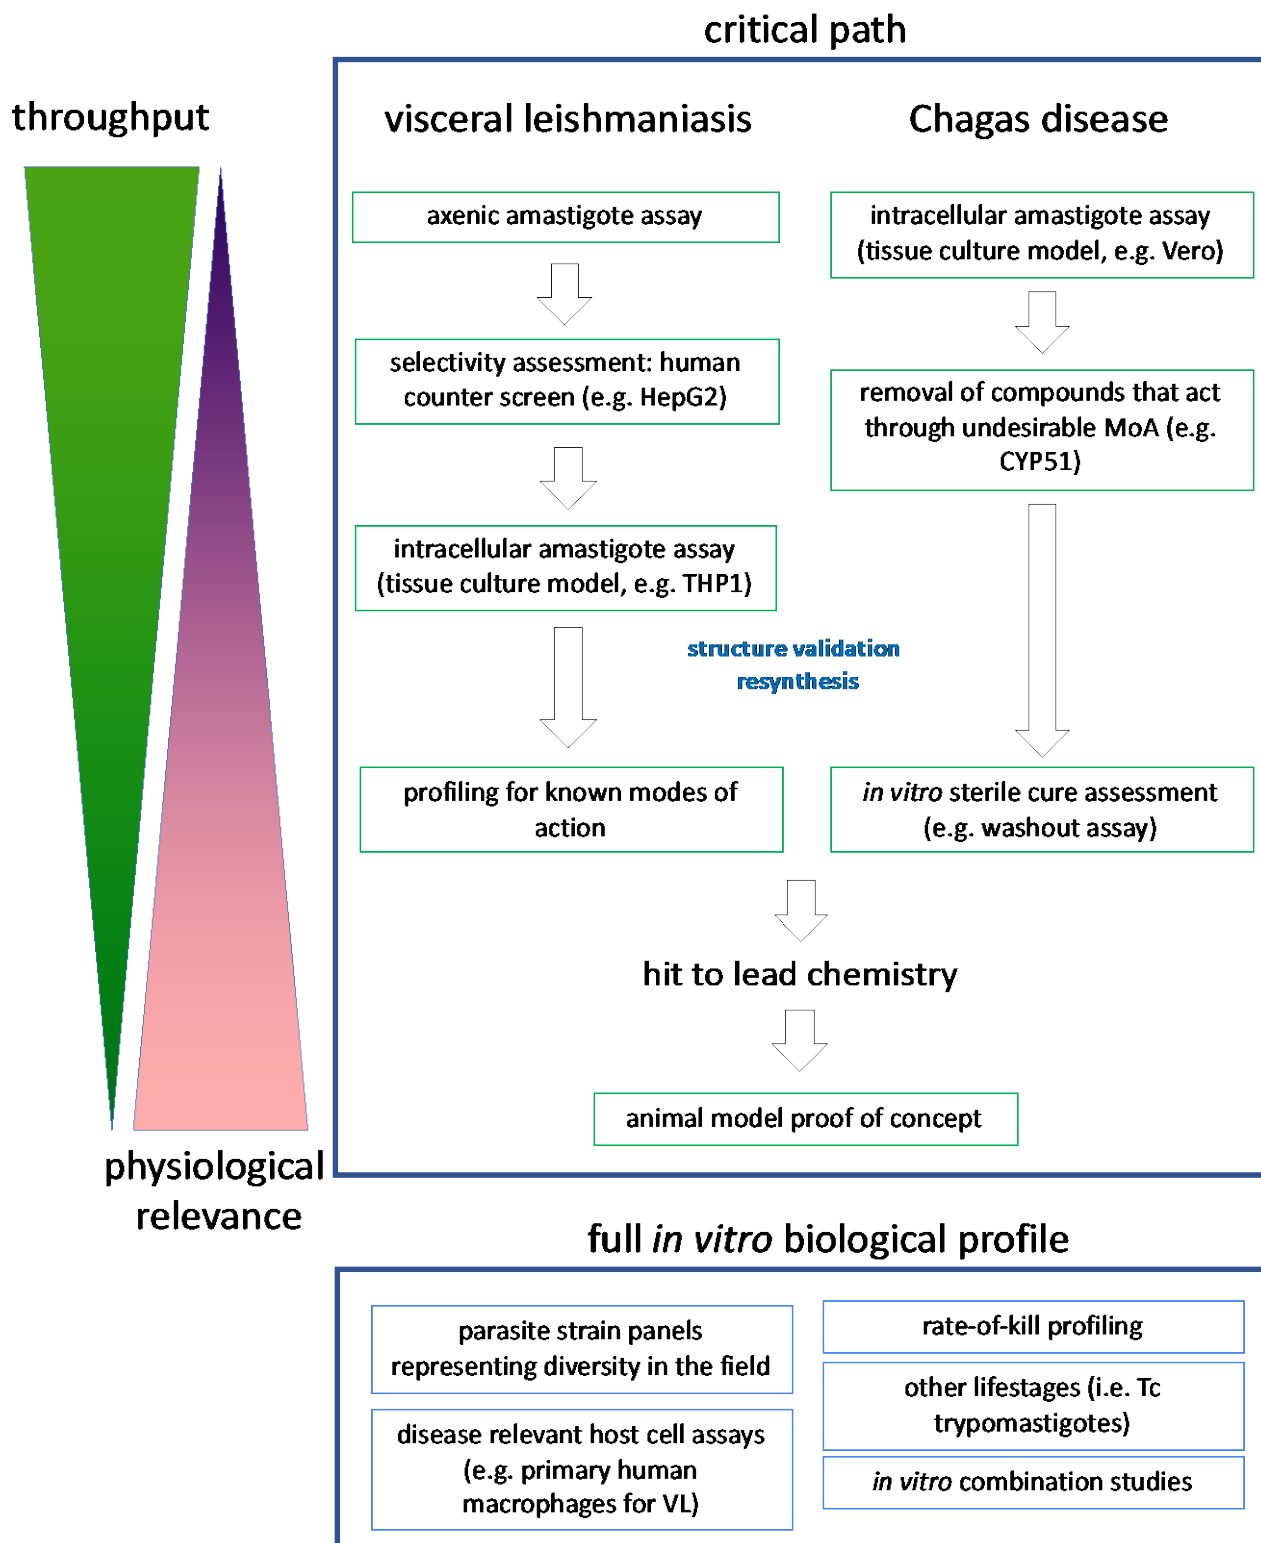 critical path
throughput
visceral leishmaniasis
Chagas disease
axenic amastigote assay
intracellular amastigote assay
(tissue culture model, e.g. Vero)
selectivity assessment: human
counter screen (e.g. HepG2)
removal of compounds that act
through undesirable MoA (e.g.
CYP51)
intracellular amastigote assay
(tissue culture model, e.g. THP1)
structure validation
resynthesis
profiling for known modes of
action
in vitro sterile cure assessment
(e.g. washout assay)
hit to lead chemistry
animal model proof of concept
physiological
relevance
full in vitro biological profile
parasite strain panels
representing diversity in the field
disease relevant host cell assays
(e.g. primary human
macrophages for VL)
rate-of-kill profiling
other lifestages (i.e. Tc
trypomastigotes)
in vitro combination studies